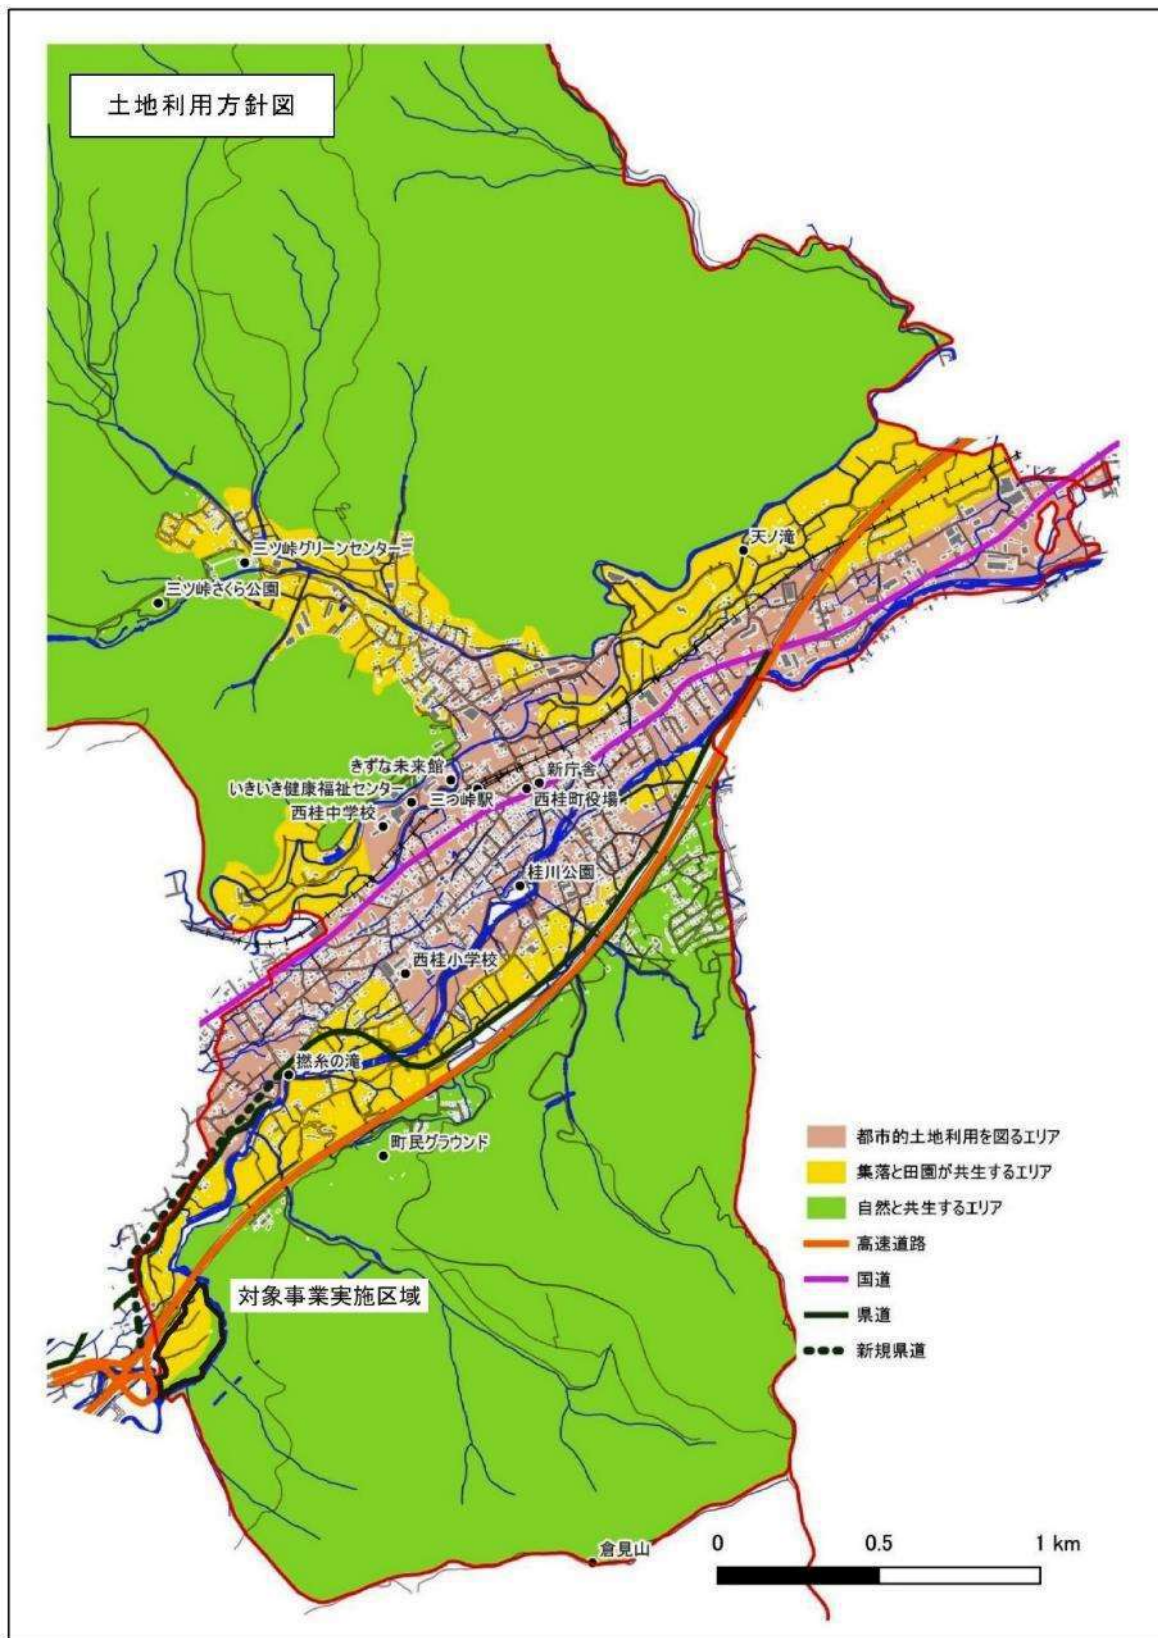 土地利用方針図
天ノ滝
三ツ峠グリーンセンター
三ツ峠さくら公園
きずな未来館
新庁舎
いきいき健康福祉センター
三つ峠駅
西桂町役場
西桂中学校
桂川公園
西桂小学校
撚糸の滝
町民グラウンド
対象事業実施区域
都市的土地利用を図るエリア
集落と田園が共生するエリア
自然と共生するエリア
高速道路
国道
県道
新規県道
倉見山
0 0.5 1 km